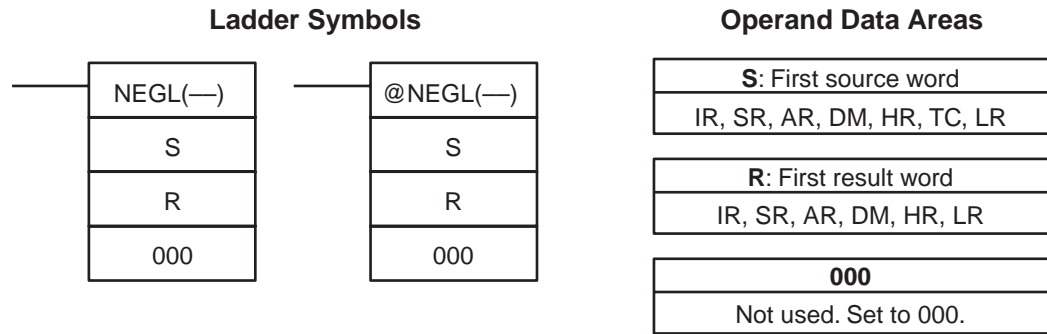 Ladder Symbols
NEGL(––)
S
R
000
@NEGL(––)
S
R
000
Operand Data Areas
S: First source word
IR, SR, AR, DM, HR, TC, LR
R: First result word
IR, SR, AR, DM, HR, LR
000
Not used. Set to 000.